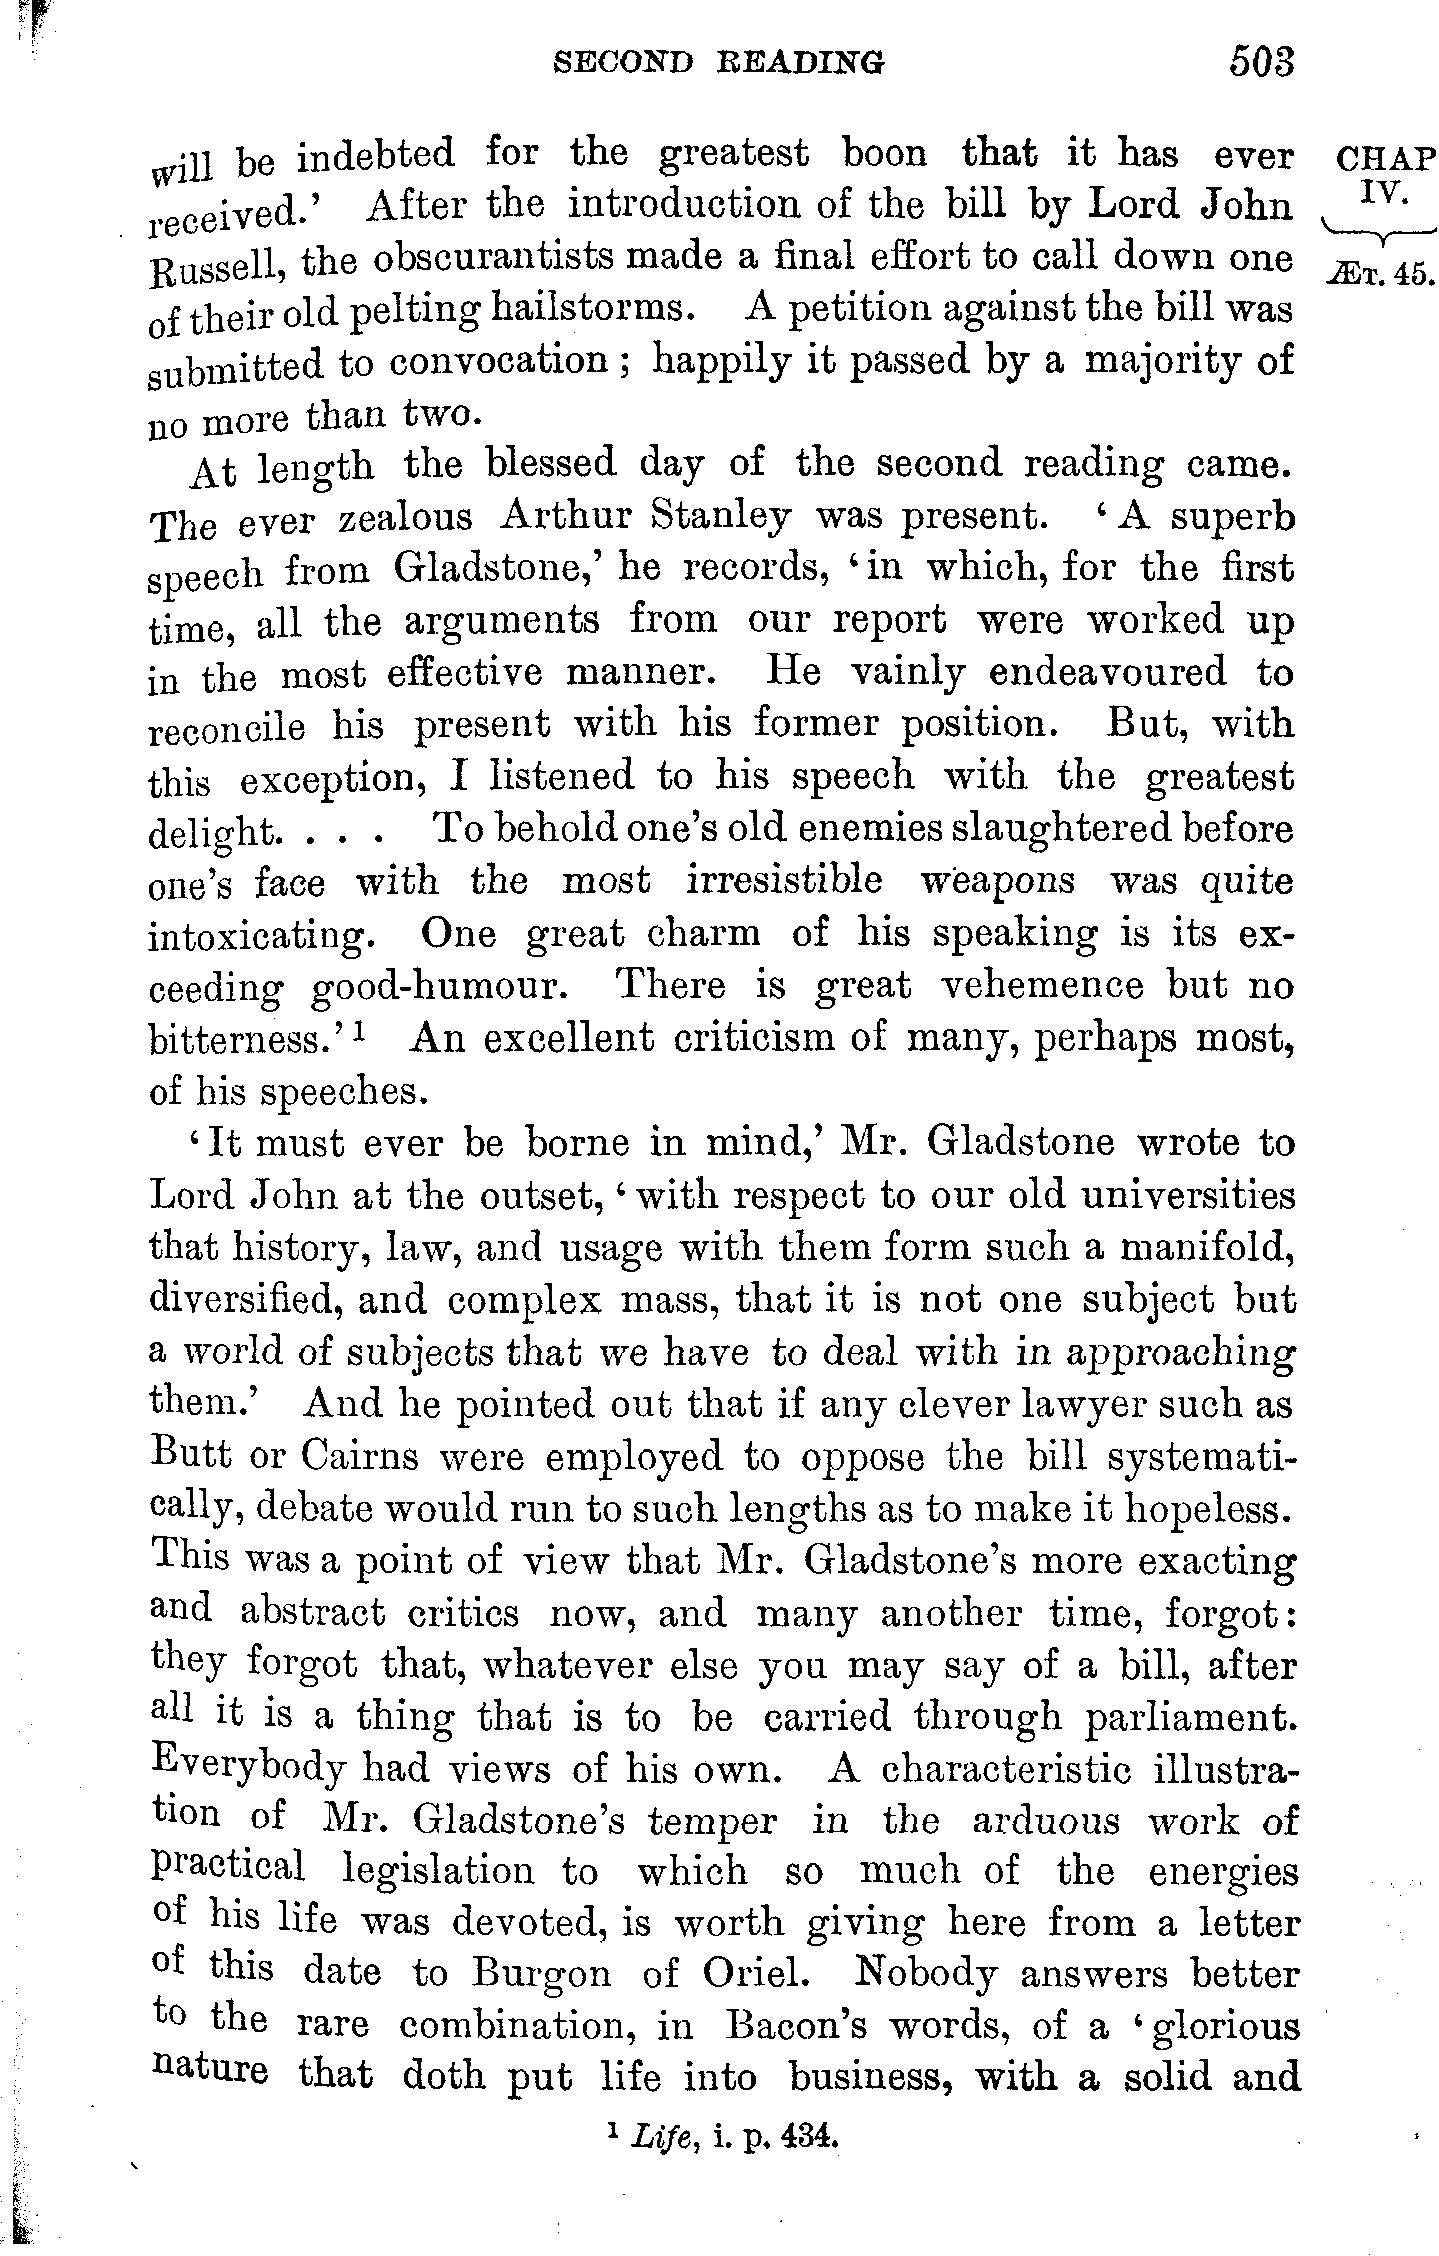 SECOND READING 503
will be indebted for the greatest boon that it has ever
received.' After the introduction of the bill by Lord John
Russell, the obscurantists made a final effort to call down one
of their old pelting hailstorms. A petition against the bill was
submitted to convocation; happily it passed by a majority of
no more than two.
CHAP
IV.
ÆT. 45.
At length the blessed day of the second reading came.
The ever zealous Arthur Stanley was present. 'A superb
speech from Gladstone,' he records, 'in which, for the first
time, all the arguments from our report were worked up
in the most effective manner. He vainly endeavoured to
reconcile his present with his former position. But, with
this exception, I listened to his speech with the greatest
delight. . . . To behold one's old enemies slaughtered before
one's face with the most irresistible weapons was quite
intoxicating. One great charm of his speaking is its ex-
ceeding good-humour. There is great vehemence but no
bitterness.'1 An excellent criticism of many, perhaps most,
of his speeches.
'It must ever be borne in mind,' Mr. Gladstone wrote to
Lord John at the outset, 'with respect to our old universities
that history, law, and usage with them form such a manifold,
diversified, and complex mass, that it is not one subject but
a world of subjects that we have to deal with in approaching
them.' And he pointed out that if any clever lawyer such as
Butt or Cairns were employed to oppose the bill systemati-
cally, debate would run to such lengths as to make it hopeless.
This was a point of view that Mr. Gladstone's more exacting
and abstract critics now, and many another time, forgot:
they forgot that, whatever else you may say of a bill, after
all it is a thing that is to be carried through parliament.
Everybody had views of his own. A characteristic illustra-
tion of Mr. Gladstone's temper in the arduous work of
practical legislation to which so much of the energies
of his life was devoted, is worth giving here from a letter
of this date to Burgon of Oriel. Nobody answers better
to the rare combination, in Bacon's words, of a 'glorious
nature that doth put life into business, with a solid and
1 Life, i. p. 434.